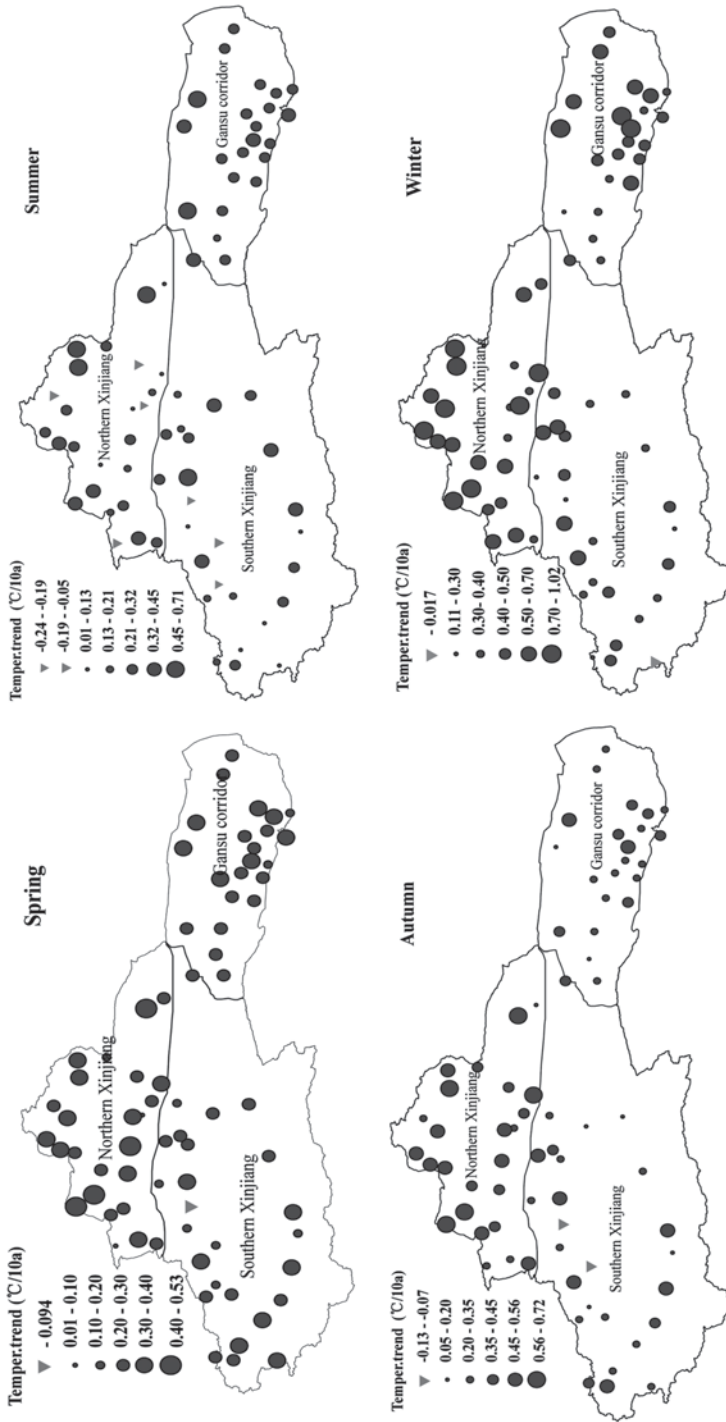 Spring
Temper.trend (℃/10a)
- 0.094
0.01 - 0.10
0.10 - 0.20
0.20 - 0.30
0.30 - 0.40
0.40 - 0.53
Northern Xinjiang
Southern Xinjiang
Gansu corridor
Summer
Temper.trend (℃/10a)
-0.24 - -0.19
-0.19 - -0.05
0.01 - 0.13
0.13 - 0.21
0.21 - 0.32
0.32 - 0.45
0.45 - 0.71
Northern Xinjiang
Southern Xinjiang
Gansu corridor
Autumn
Temper.trend (℃/10a)
-0.13 - -0.07
0.05 - 0.20
0.20 - 0.35
0.35 - 0.45
0.45 - 0.56
0.56 - 0.72
Northern Xinjiang
Southern Xinjiang
Gansu corridor
Winter
Temper.trend (℃/10a)
- 0.017
0.11 - 0.30
0.30- 0.40
0.40 - 0.50
0.50 - 0.70
0.70 - 1.02
Northern Xinjiang
Southern Xinjiang
Gansu corridor